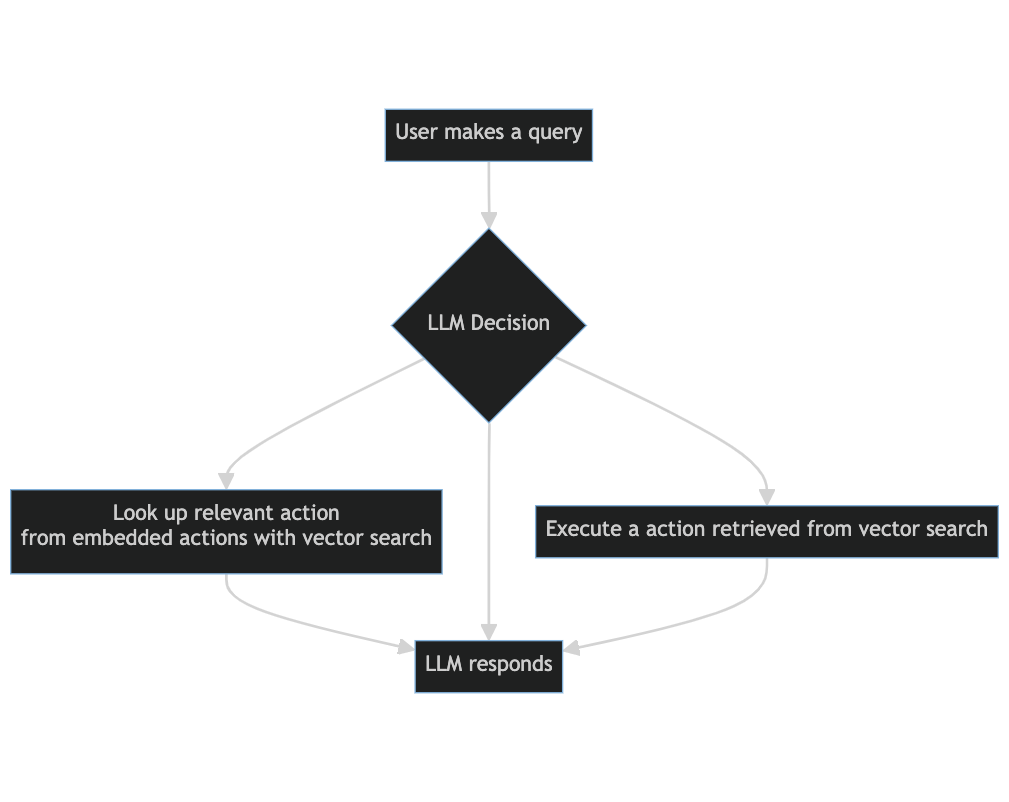 User makes a query
LLM Decision
Look up relevant action
from embedded actions with vector search
Execute a action retrieved from vector search
LLM responds